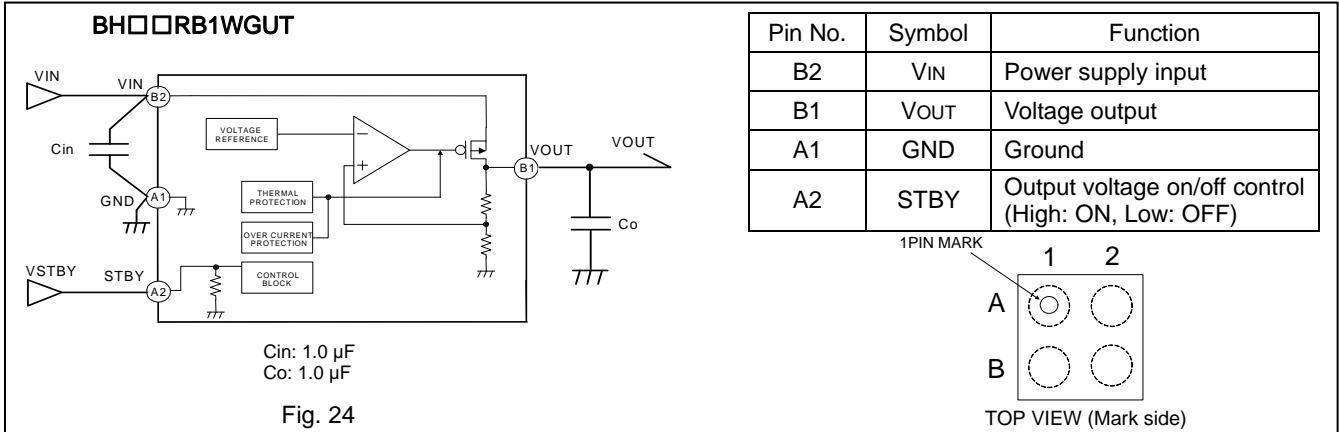 BH□□RB1WGUT
VIN
VIN
B2
Cin
GND
A1
VSTBY
STBY
A2
VOLTAGE
REFERENCE
THERMAL
PROTECTION
OVER CURRENT
PROTECTION
CONTROL
BLOCK
−
+
VOUT
B1
VOUT
Co
Cin: 1.0 µF
Co: 1.0 µF
Fig. 24
Pin No. Symbol Function
B2 VIN Power supply input
B1 VOUT Voltage output
A1 GND Ground
A2 STBY Output voltage on/off control
(High: ON, Low: OFF)
1PIN MARK
1 2
A
B
TOP VIEW (Mark side)